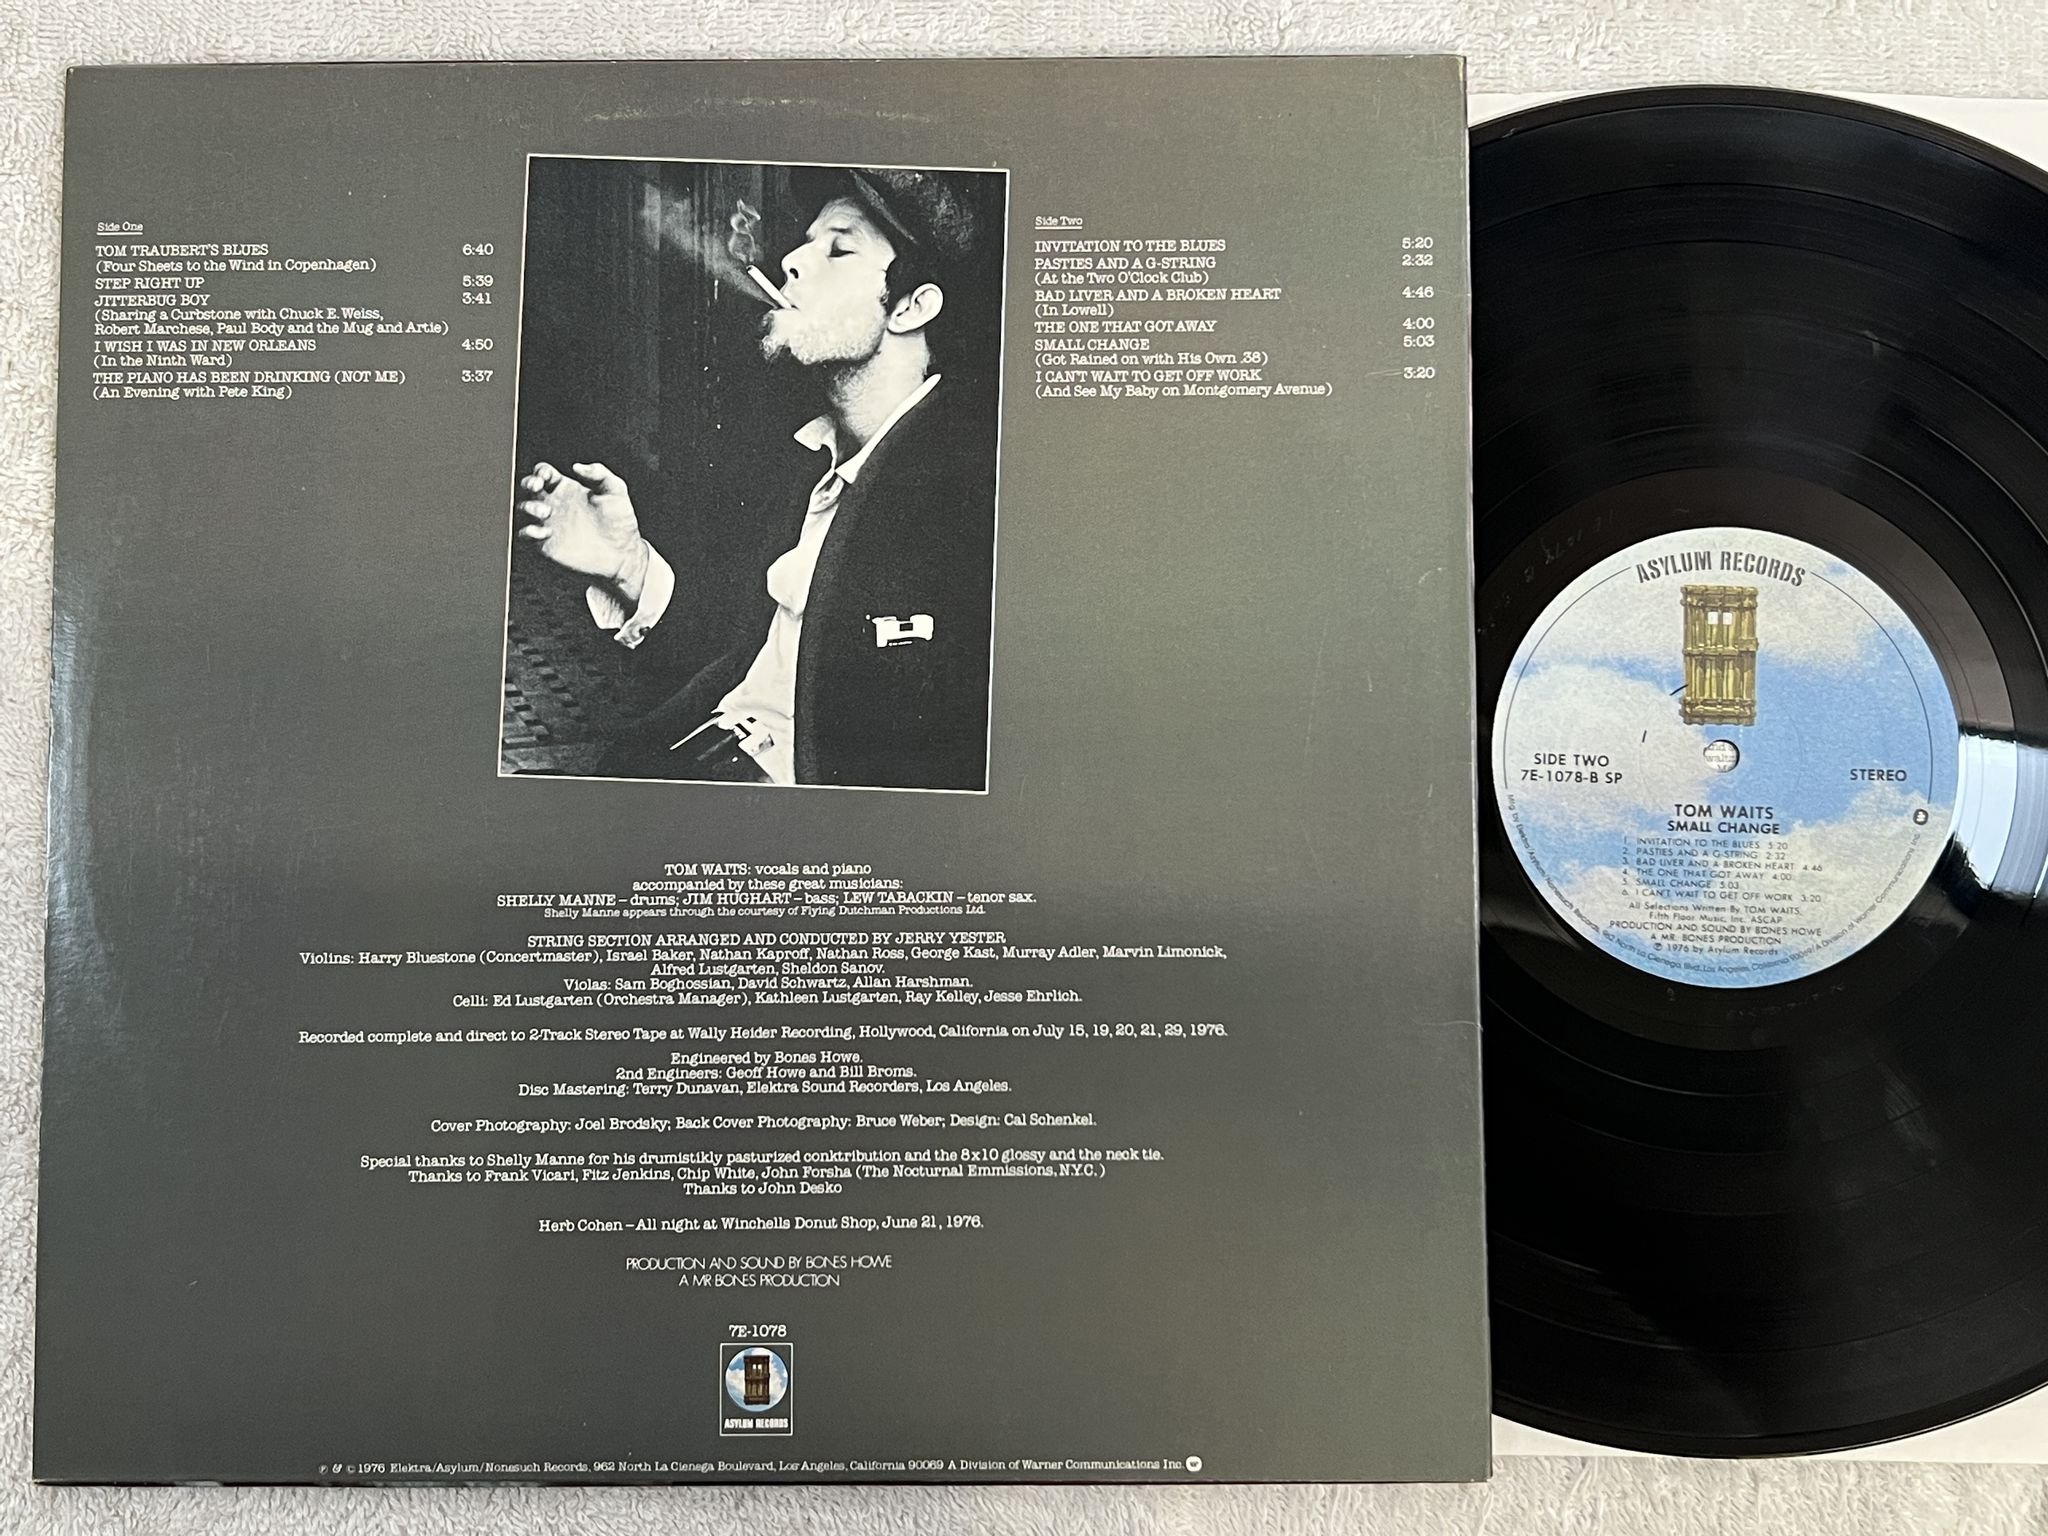 Side One
TOM TRAUBERT'S BLUES 6:40
(Four Sheets to the Wind in Copenhagen)
STEP RIGHT UP 5:39
JITTERBUG BOY 3:41
(Sharing a Curbstone with Chuck E. Weiss,
Robert Marchese, Paul Body and the Mug and Artie)
I WISH I WAS IN NEW ORLEANS 4:50
(In the Ninth Ward)
THE PIANO HAS BEEN DRINKING (NOT ME) 3:37
(An Evening with Pete King)
Side Two
INVITATION TO THE BLUES 5:20
PASTIES AND A G-STRING 2:32
(At the Two O'Clock Club)
BAD LIVER AND A BROKEN HEART 4:46
(In Lowell)
THE ONE THAT GOT AWAY 4:00
SMALL CHANGE 5:03
(Got Rained on with His Own .38)
I CAN'T WAIT TO GET OFF WORK 3:20
(And See My Baby on Montgomery Avenue)
TOM WAITS: vocals and piano
accompanied by these great musicians:
SHELLY MANNE – drums; JIM HUGHART – bass; LEW TABACKIN – tenor sax.
Shelly Manne appears through the courtesy of Flying Dutchman Productions Ltd.
STRING SECTION ARRANGED AND CONDUCTED BY JERRY YESTER
Violins: Harry Bluestone (Concertmaster), Israel Baker, Nathan Kaproff, Nathan Ross, George Kast, Murray Adler, Marvin Limonick,
Alfred Lustgarten, Sheldon Sanov.
Violas: Sam Boghossian, David Schwartz, Allan Harshman.
Celli: Ed Lustgarten (Orchestra Manager), Kathleen Lustgarten, Ray Kelley, Jesse Ehrlich.
Recorded complete and direct to 2-Track Stereo Tape at Wally Heider Recording, Hollywood, California on July 15, 19, 20, 21, 29, 1976.
Engineered by Bones Howe.
2nd Engineers: Geoff Howe and Bill Broms.
Disc Mastering: Terry Dunavan, Elektra Sound Recorders, Los Angeles.
Cover Photography: Joel Brodsky; Back Cover Photography: Bruce Weber; Design: Cal Schenkel.
Special thanks to Shelly Manne for his drumistikly pasturized conktribution and the 8x10 glossy and the neck tie.
Thanks to Frank Vicari, Fitz Jenkins, Chip White, John Forsha (The Nocturnal Emmissions, N.Y.C.)
Thanks to John Desko
Herb Cohen – All night at Winchells Donut Shop, June 21, 1976.
PRODUCTION AND SOUND BY BONES HOWE
A MR BONES PRODUCTION
7E-1078
ASYLUM RECORDS
℗ & © 1976 Elektra/Asylum/Nonesuch Records, 962 North La Cienega Boulevard, Los Angeles, California 90069 A Division of Warner Communications Inc.
ASYLUM RECORDS
SIDE TWO
7E-1078-B SP
STEREO
TOM WAITS
SMALL CHANGE
1. INVITATION TO THE BLUES 5:20
2. PASTIES AND A G-STRING 2:32
3. BAD LIVER AND A BROKEN HEART 4:46
4. THE ONE THAT GOT AWAY 4:00
5. SMALL CHANGE 5:03
6. I CAN'T WAIT TO GET OFF WORK 3:20
All Selections Written By TOM WAITS,
Fifth Floor Music, Inc. ASCAP
PRODUCTION AND SOUND BY BONES HOWE
A MR. BONES PRODUCTION
℗ 1976 by Asylum Records
Mfg. by Elektra/Asylum/Nonesuch Records, 962 North La Cienega Blvd., Los Angeles, California 90069/A Division of Warner Communications Inc.